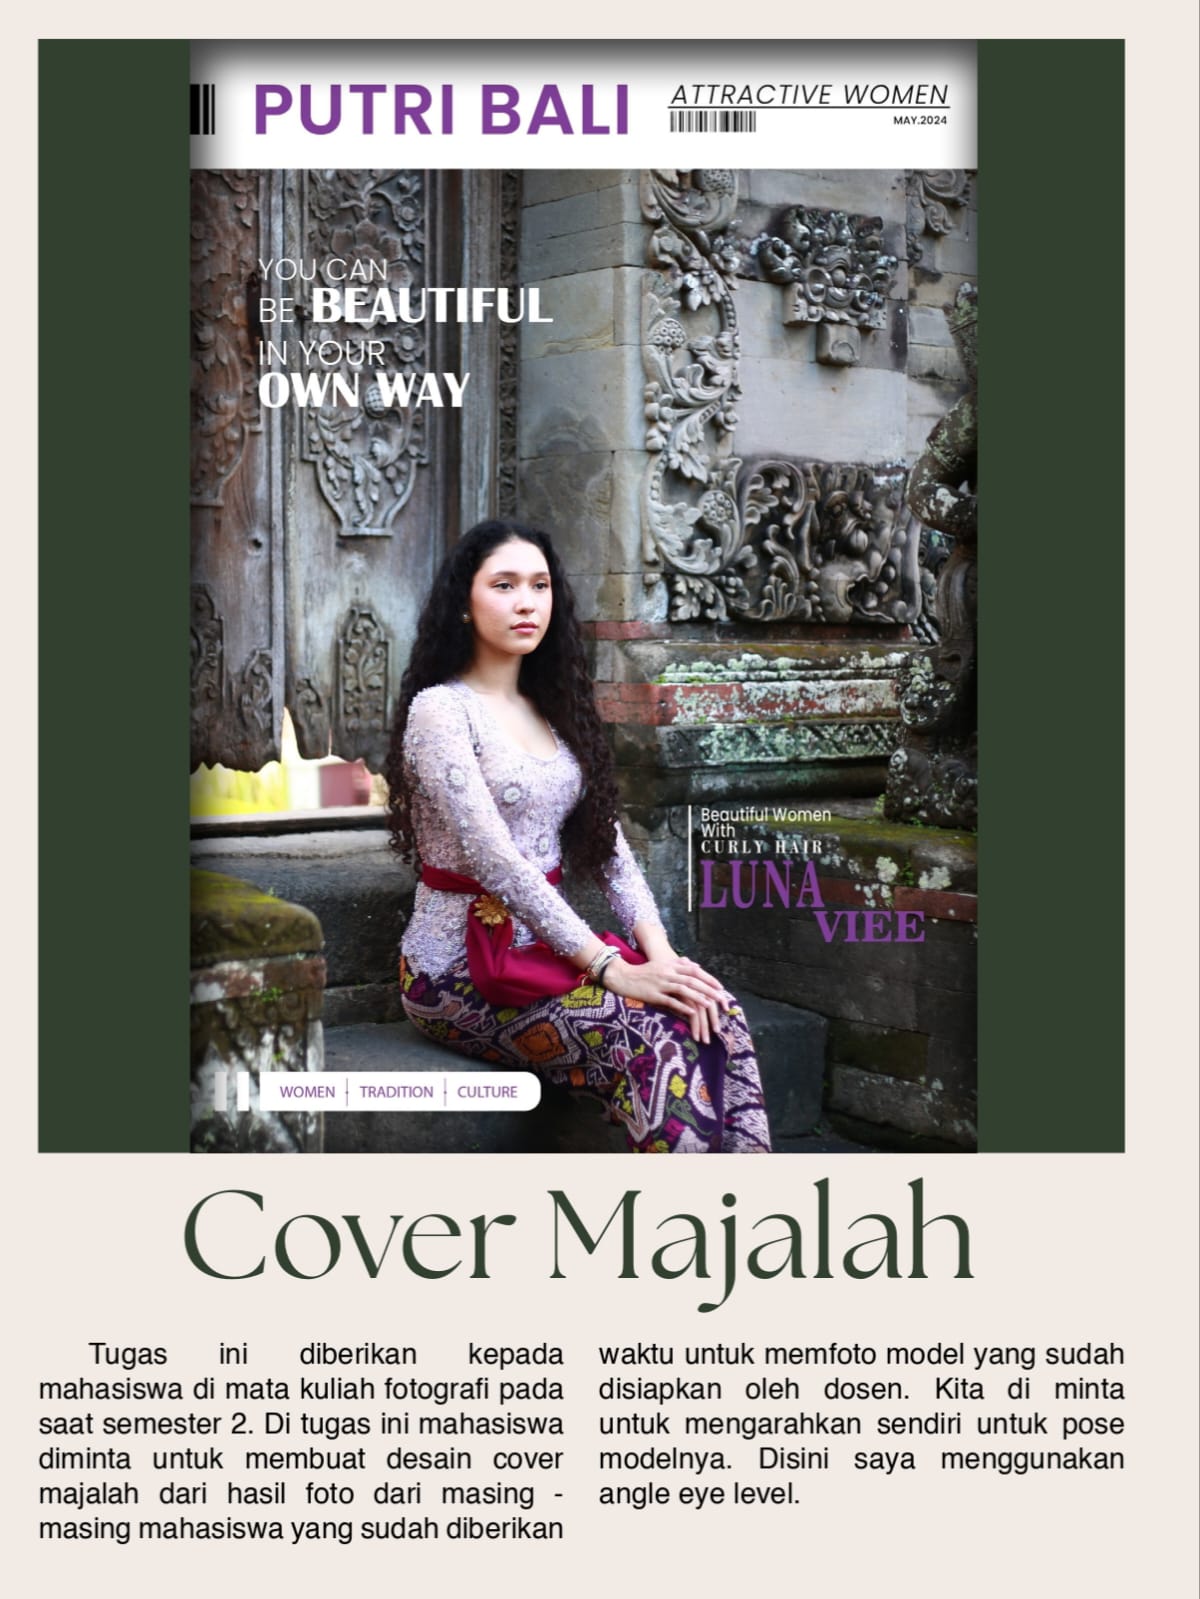 PUTRI BALI
ATTRACTIVE WOMEN
MAY.2024
YOU CAN
BE BEAUTIFUL
IN YOUR
OWN WAY
Beautiful Women
With
CURLY HAIR
LUNA
VIEE
WOMEN | TRADITION | CULTURE
Cover Majalah
Tugas ini diberikan kepada
mahasiswa di mata kuliah fotografi pada
saat semester 2. Di tugas ini mahasiswa
diminta untuk membuat desain cover
majalah dari hasil foto dari masing -
masing mahasiswa yang sudah diberikan
waktu untuk memfoto model yang sudah
disiapkan oleh dosen. Kita di minta
untuk mengarahkan sendiri untuk pose
modelnya. Disini saya menggunakan
angle eye level.